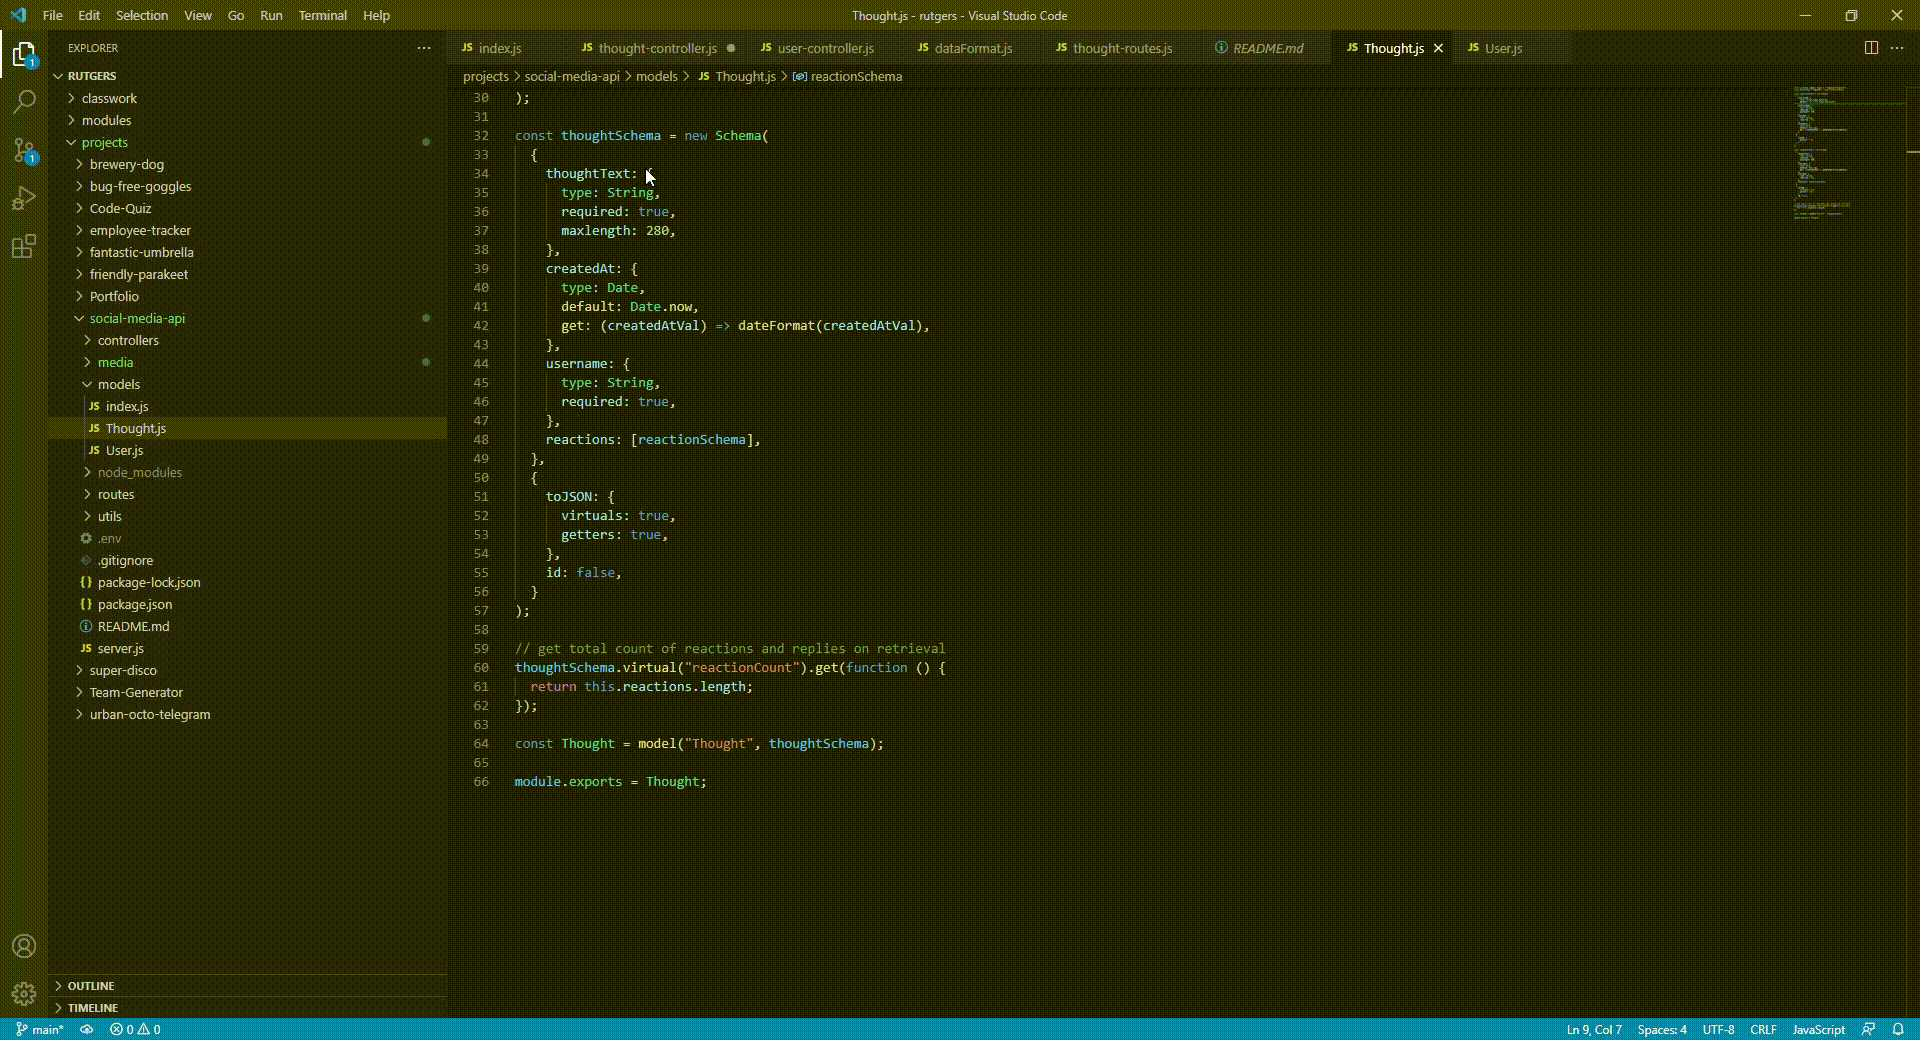 File Edit Selection View Go Run Terminal Help
Thought.js - rutgers - Visual Studio Code
EXPLORER
RUTGERS
classwork
modules
projects
brewery-dog
bug-free-goggles
Code-Quiz
employee-tracker
fantastic-umbrella
friendly-parakeet
Portfolio
social-media-api
controllers
media
models
JS index.js
JS Thought.js
JS User.js
node_modules
routes
utils
.env
.gitignore
{} package-lock.json
{} package.json
README.md
JS server.js
super-disco
Team-Generator
urban-octo-telegram
OUTLINE
TIMELINE
1
1
JS index.js JS thought-controller.js JS user-controller.js JS dataFormat.js JS thought-routes.js README.md JS Thought.js JS User.js
projects > social-media-api > models > JS Thought.js > reactionSchema
30 );
31
32 const thoughtSchema = new Schema(
33 {
34 thoughtText: {
35 type: String,
36 required: true,
37 maxlength: 280,
38 },
39 createdAt: {
40 type: Date,
41 default: Date.now,
42 get: (createdAtVal) => dateFormat(createdAtVal),
43 },
44 username: {
45 type: String,
46 required: true,
47 },
48 reactions: [reactionSchema],
49 },
50 {
51 toJSON: {
52 virtuals: true,
53 getters: true,
54 },
55 id: false,
56 }
57 );
58
59 // get total count of reactions and replies on retrieval
60 thoughtSchema.virtual("reactionCount").get(function () {
61 return this.reactions.length;
62 });
63
64 const Thought = model("Thought", thoughtSchema);
65
66 module.exports = Thought;
main* 0 0
Ln 9, Col 7 Spaces: 4 UTF-8 CRLF JavaScript